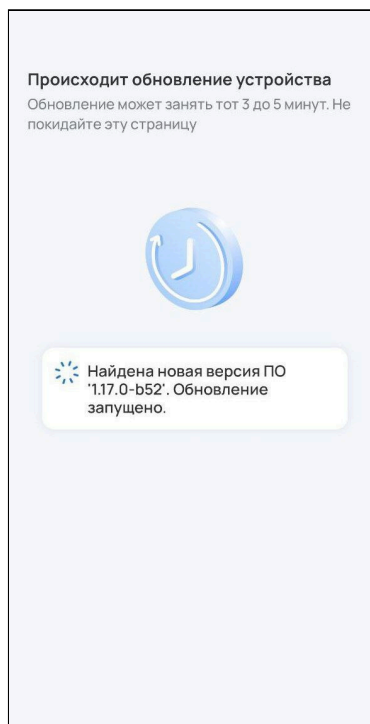 Происходит обновление устройства
Обновление может занять тот 3 до 5 минут. Не
покидайте эту страницу
Найдена новая версия ПО
'1.17.0-b52'. Обновление
запущено.